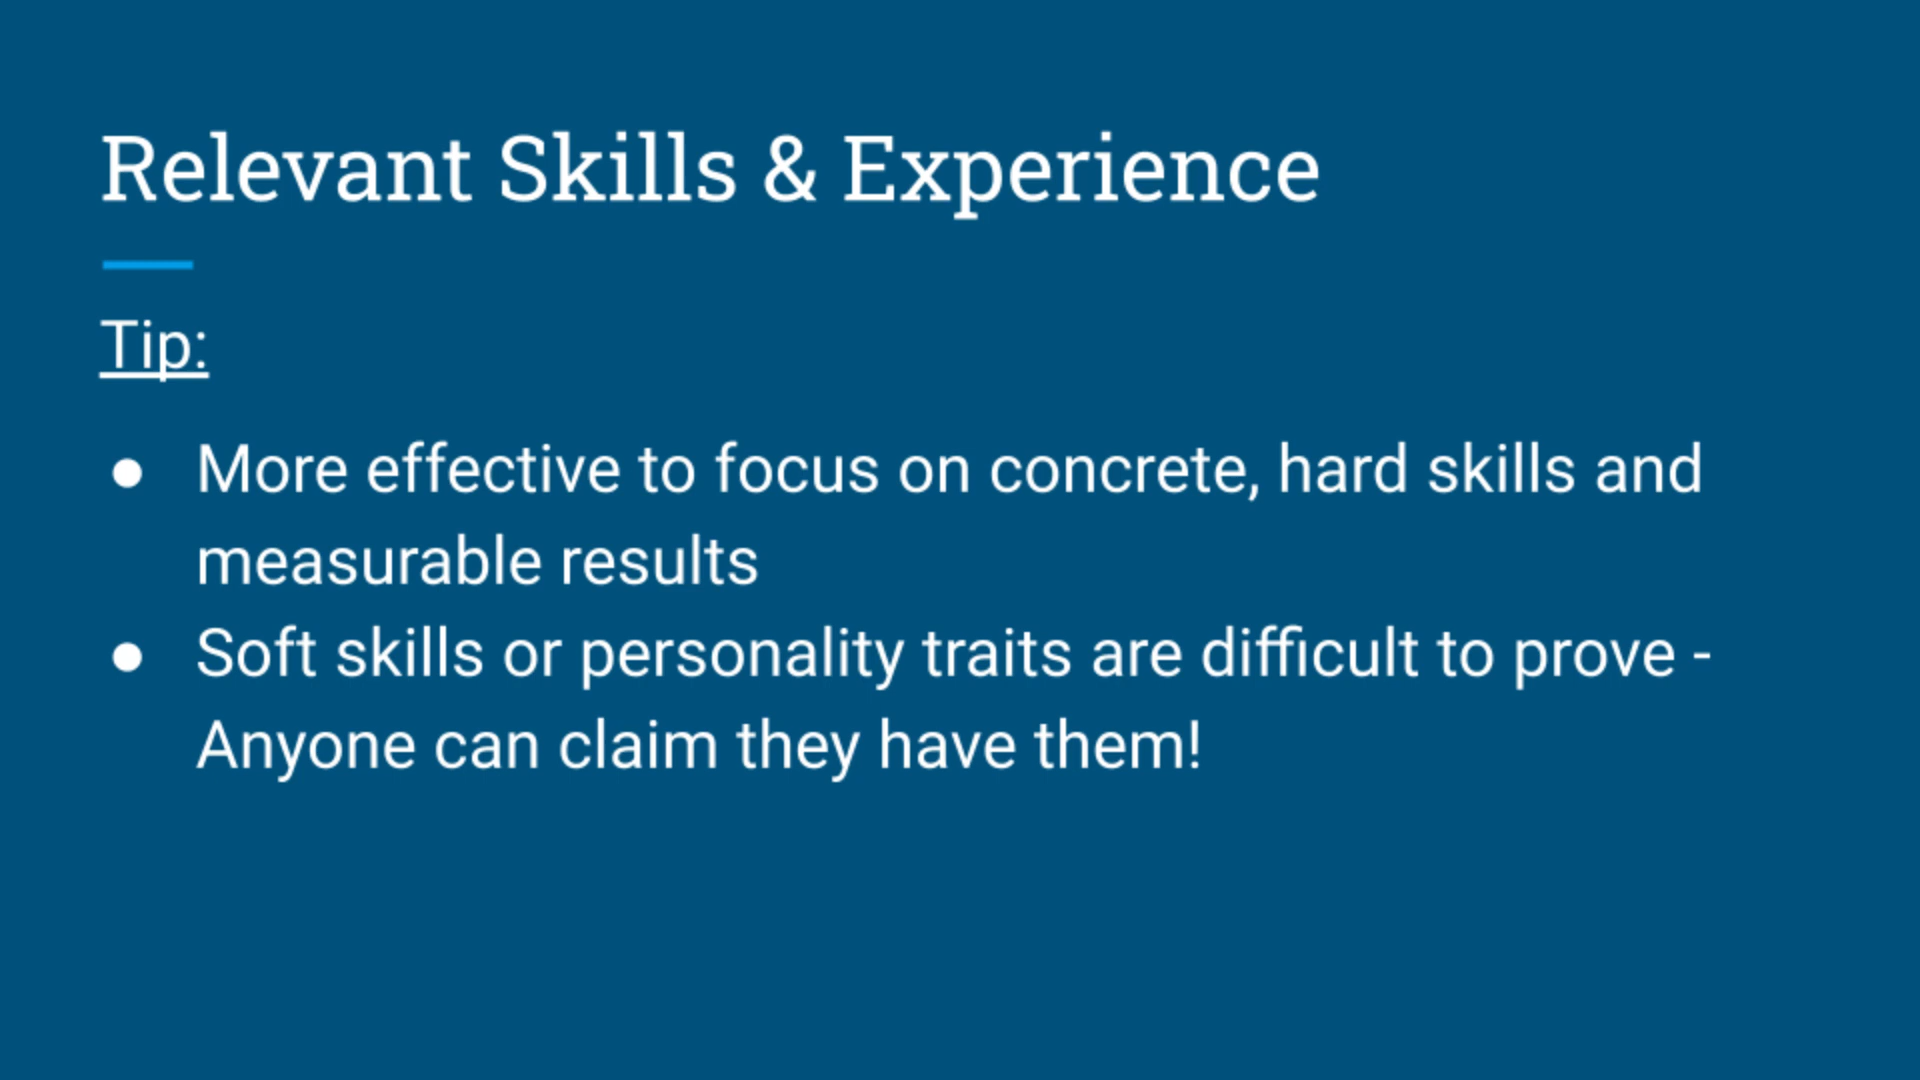 Relevant Skills & Experience
Tip:
● More effective to focus on concrete, hard skills and
measurable results
● Soft skills or personality traits are difficult to prove -
Anyone can claim they have them!